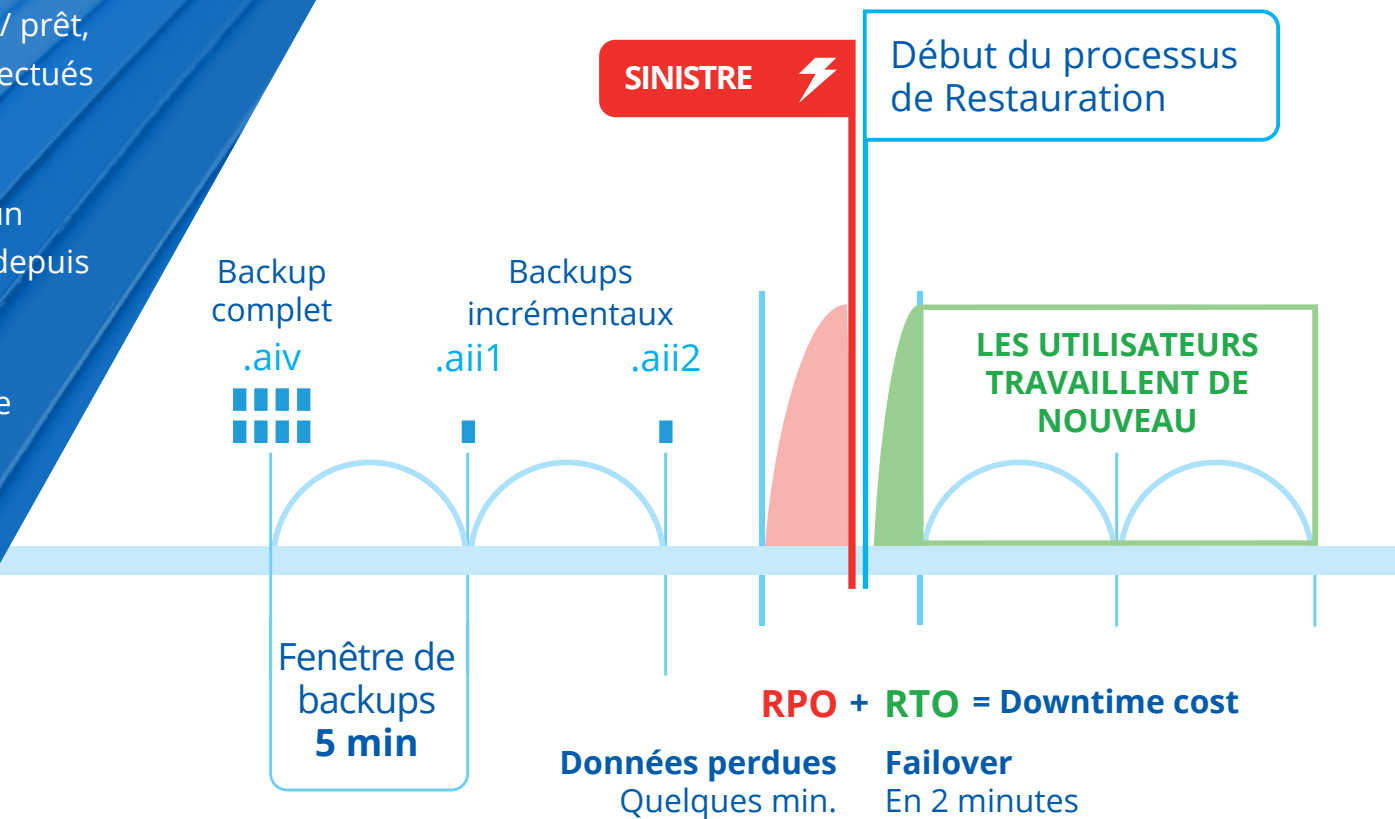 / prêt,
ectués
depuis
SINISTRE
Début du processus
de Restauration
Backup
complet
.aiv
Backups
incrémentaux
.aii1
.aii2
LES UTILISATEURS
TRAVAILLENT DE
NOUVEAU
Fenêtre de
backups
5 min
RPO + RTO = Downtime cost
Données perdues
Quelques min.
Failover
En 2 minutes